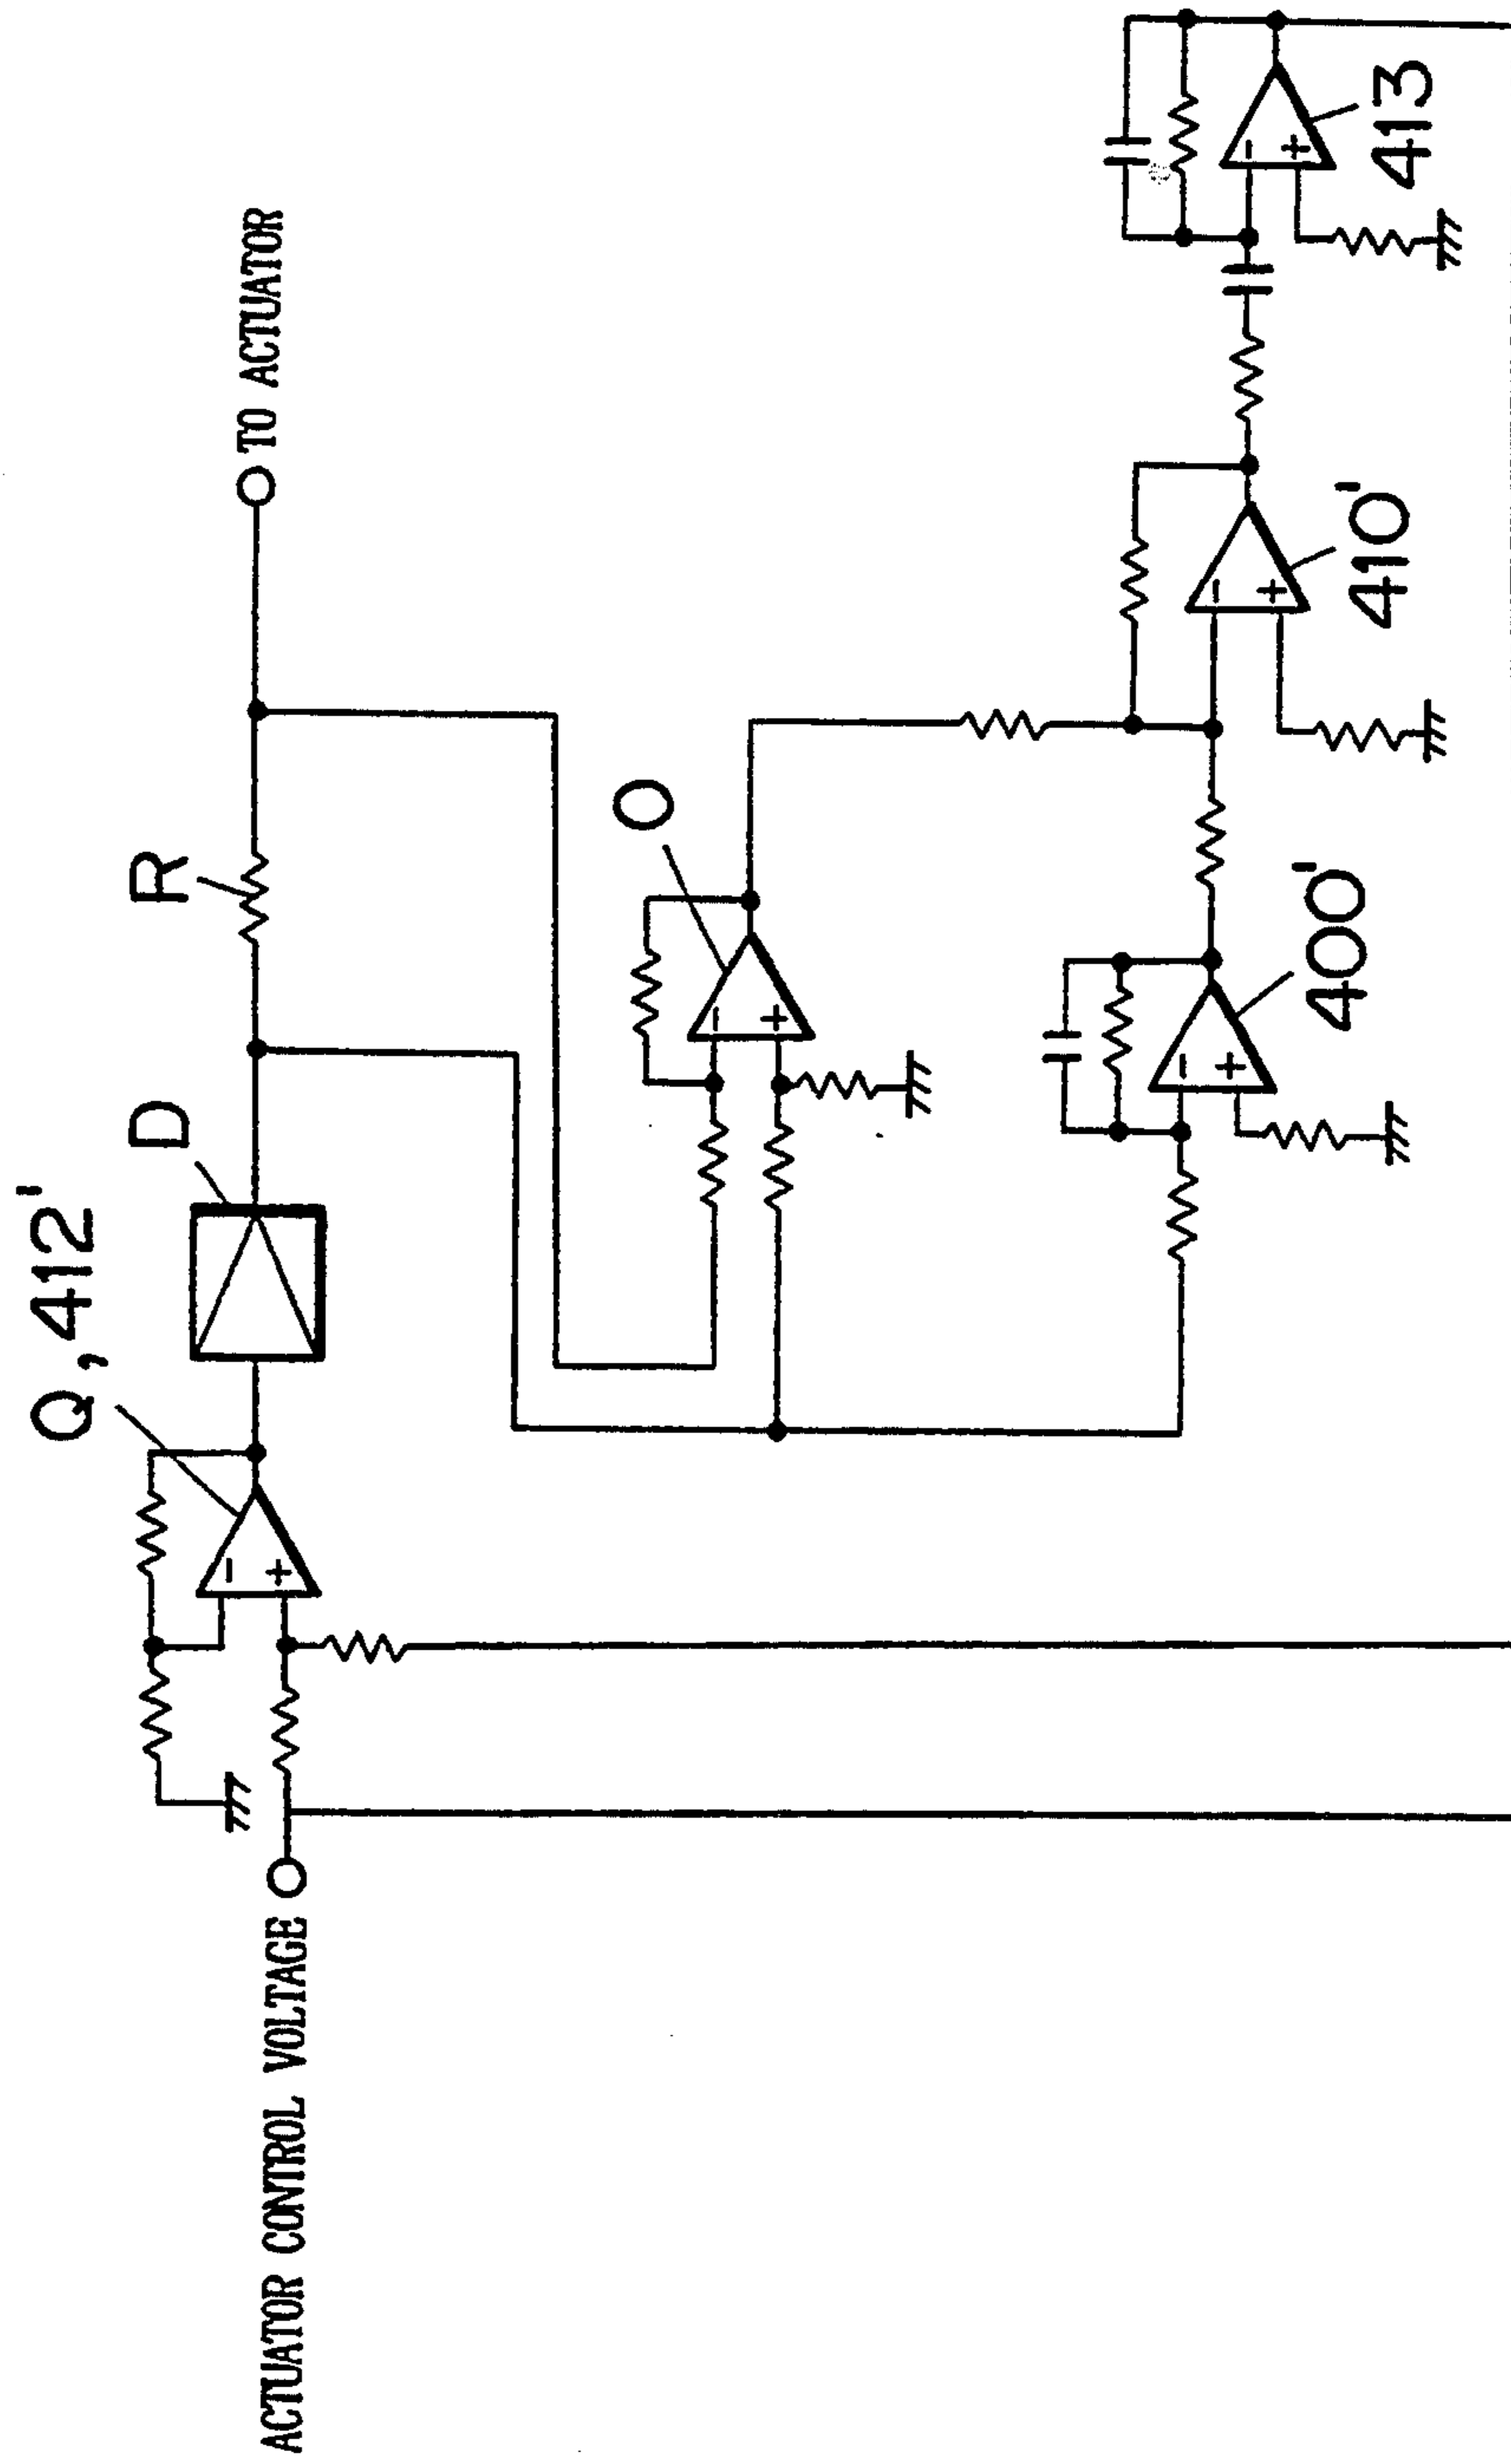 ACTUATOR CONTROL VOLTAGE
Q, 412'
D
R
TO ACTUATOR
O
400'
410'
413
− +
− +
− +
− +
− +